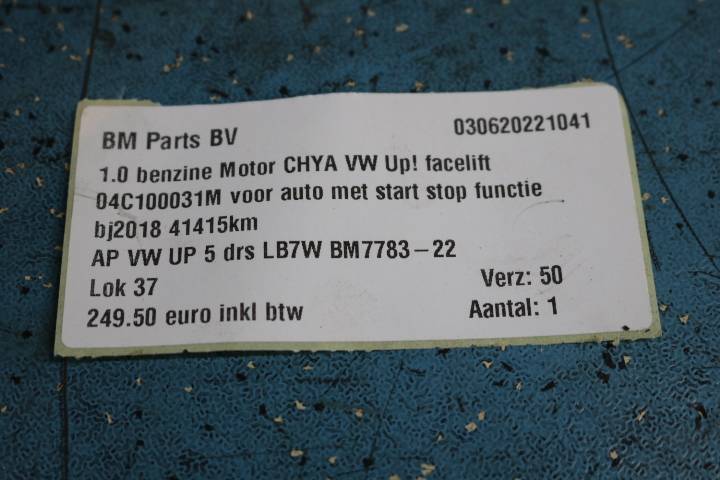 BM Parts BV 030620221041
1.0 benzine Motor CHYA VW Up! facelift
04C100031M voor auto met start stop functie
bj2018 41415km
AP VW UP 5 drs LB7W BM7783-22
Lok 37 Verz: 50
249.50 euro inkl btw Aantal: 1